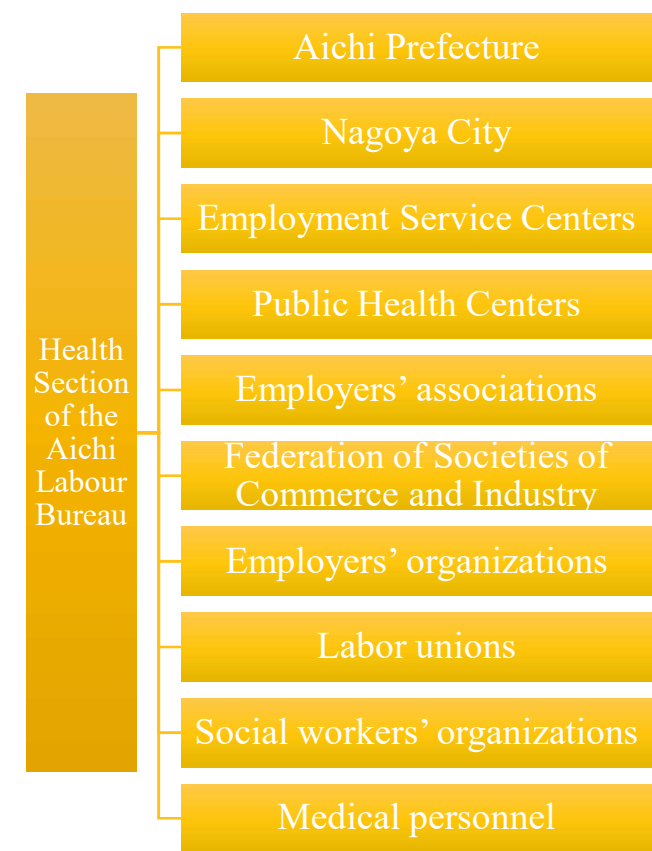 Health
Section
of the
Aichi
Labour
Bureau
Aichi Prefecture
Nagoya City
Employment Service Centers
Public Health Centers
Employers’ associations
Federation of Societies of
Commerce and Industry
Employers’ organizations
Labor unions
Social workers’ organizations
Medical personnel